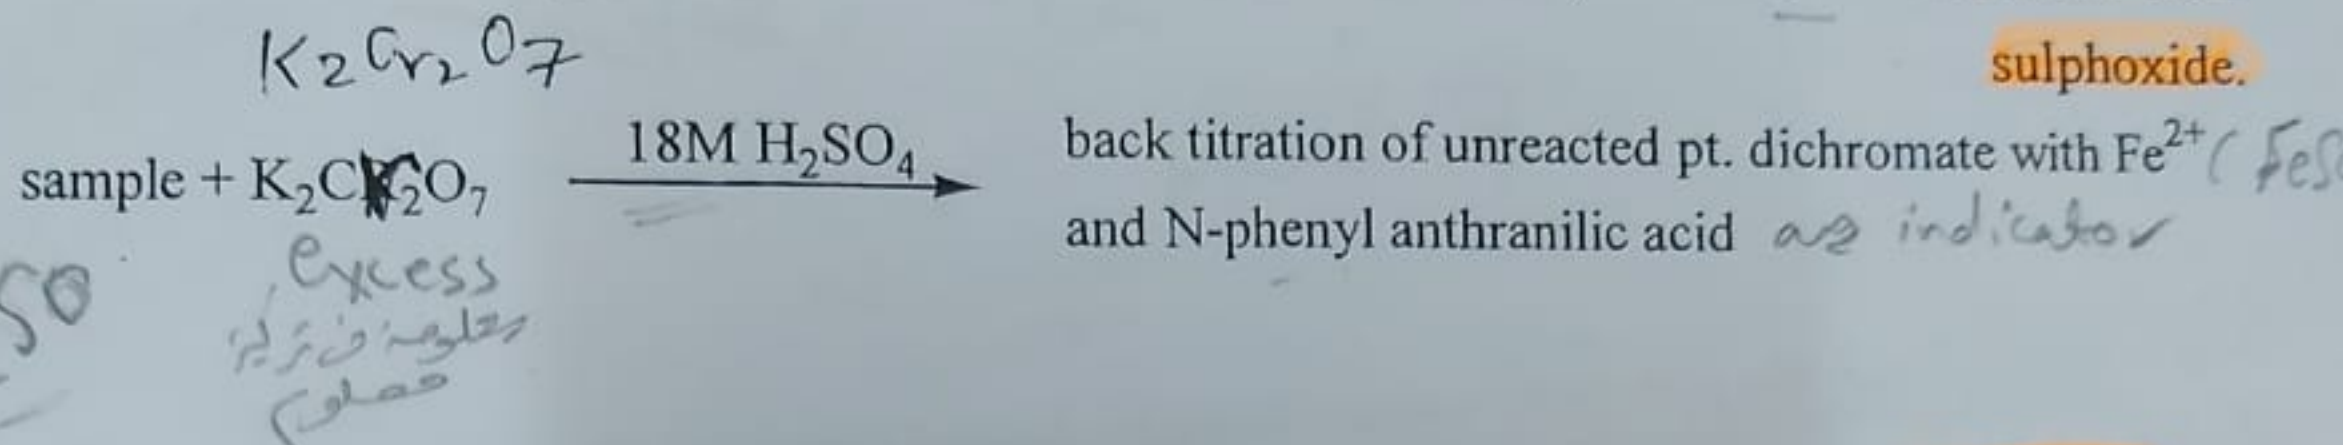 K2Cr2O7
sulphoxide.
sample + K₂Cr₂O₇
18M H₂SO₄
back titration of unreacted pt. dichromate with Fe²⁺ (FeS
and N-phenyl anthranilic acid as indicator
excess
SO